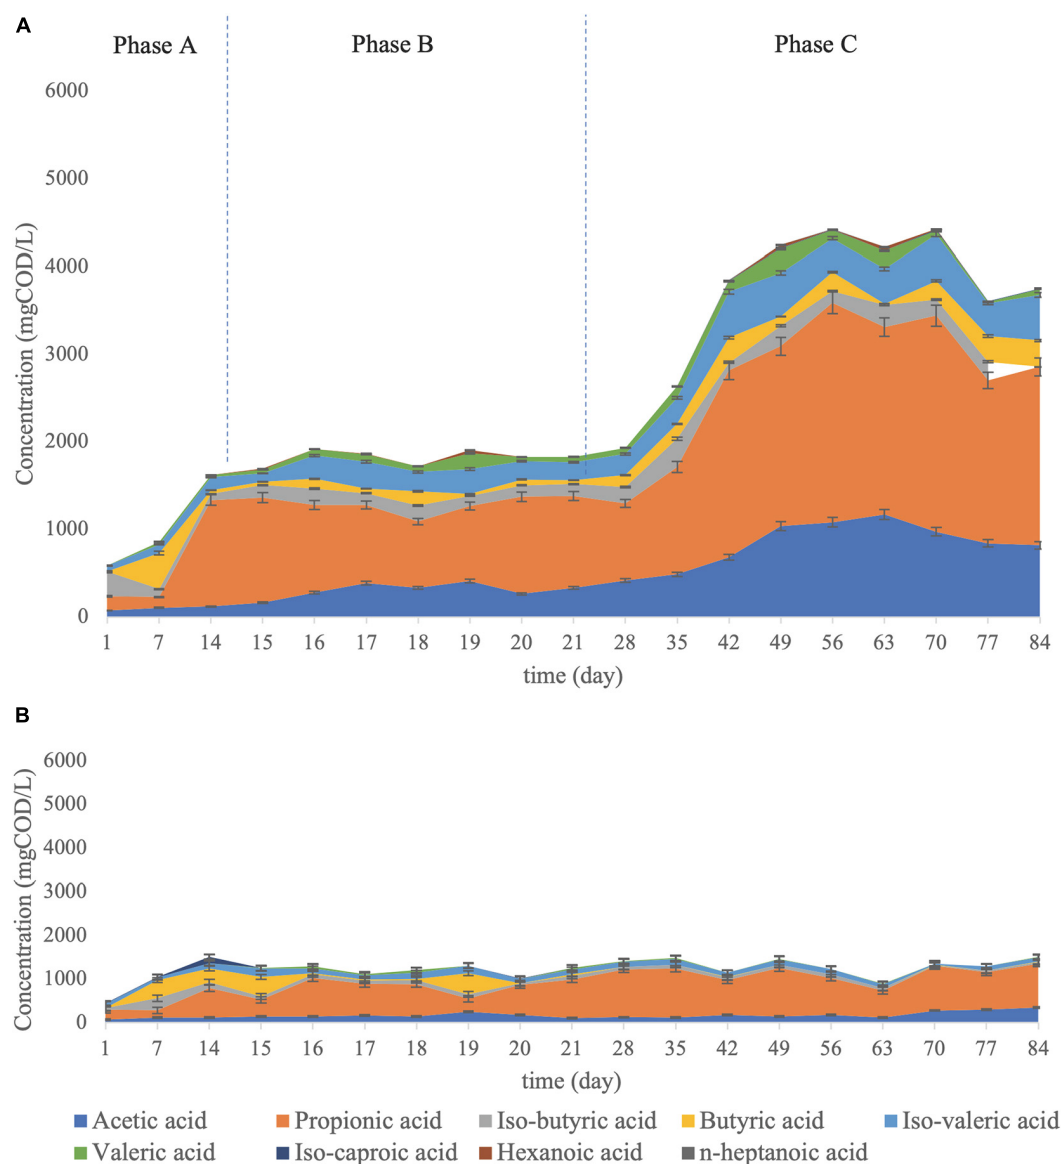 A
Phase A Phase B Phase C
6000
5000
4000
3000
2000
1000
0
Concentration (mgCOD/L)
1 7 14 15 16 17 18 19 20 21 28 35 42 49 56 63 70 77 84
time (day)
B
6000
5000
4000
3000
2000
1000
0
Concentration (mgCOD/L)
1 7 14 15 16 17 18 19 20 21 28 35 42 49 56 63 70 77 84
time (day)
Acetic acid Propionic acid Iso-butyric acid Butyric acid Iso-valeric acid
Valeric acid Iso-caproic acid Hexanoic acid n-heptanoic acid